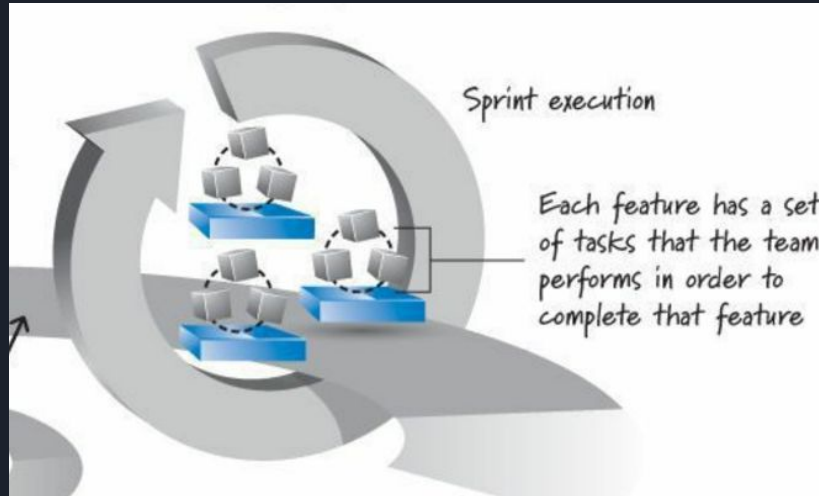 Sprint execution
Each feature has a set
of tasks that the team
performs in order to
complete that feature